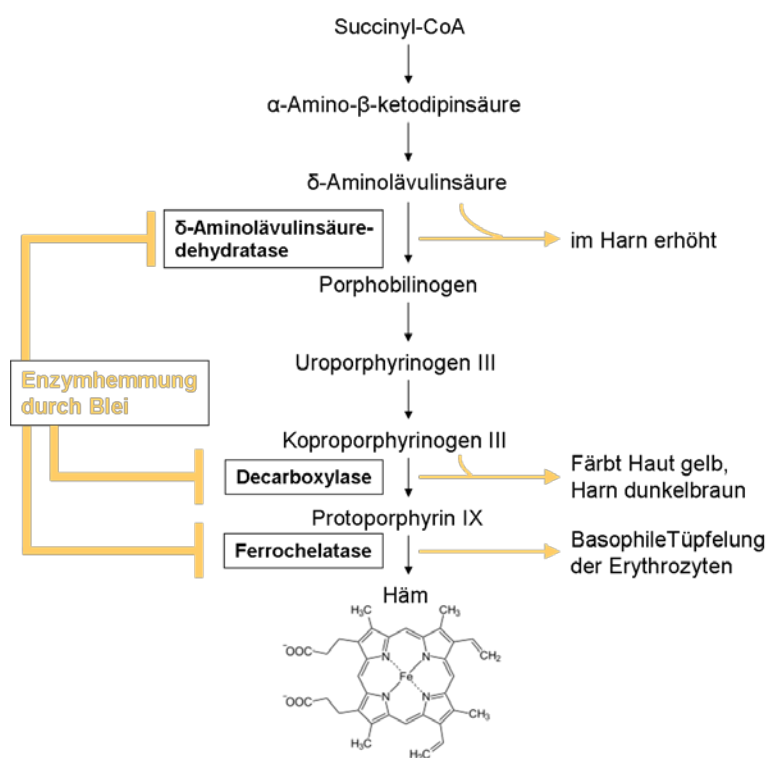 Succinyl-CoA
α-Amino-β-ketodipinsäure
δ-Aminolävulinsäure
δ-Aminolävulinsäure-
dehydratase
im Harn erhöht
Porphobilinogen
Uroporphyrinogen III
Enzymhemmung
durch Blei
Koproporphyrinogen III
Decarboxylase
Färbt Haut gelb,
Harn dunkelbraun
Protoporphyrin IX
Ferrochelatase
BasophileTüpfelung
der Erythrozyten
Häm
H₃C
CH₃
⁻OOC
CH₂
N
N
Fe
N
N
⁻OOC
CH₃
H₃C
H₂C